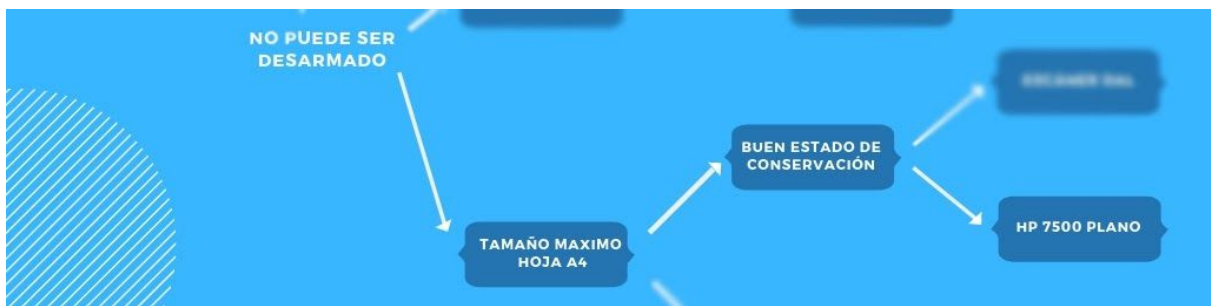 NO PUEDE SER
DESARMADO
BUEN ESTADO DE
CONSERVACIÓN
TAMAÑO MAXIMO
HOJA A4
HP 7500 PLANO